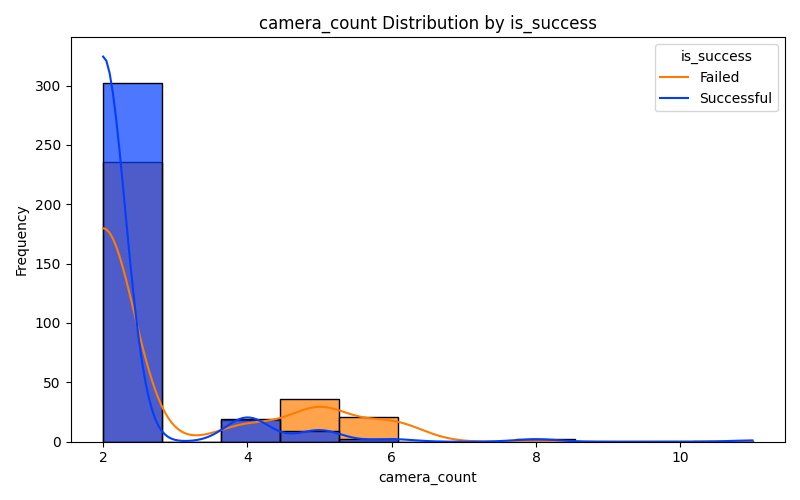 camera_count Distribution by is_success
is_success
Failed
Successful
Frequency
300
250
200
150
100
50
0
2 4 6 8 10
camera_count